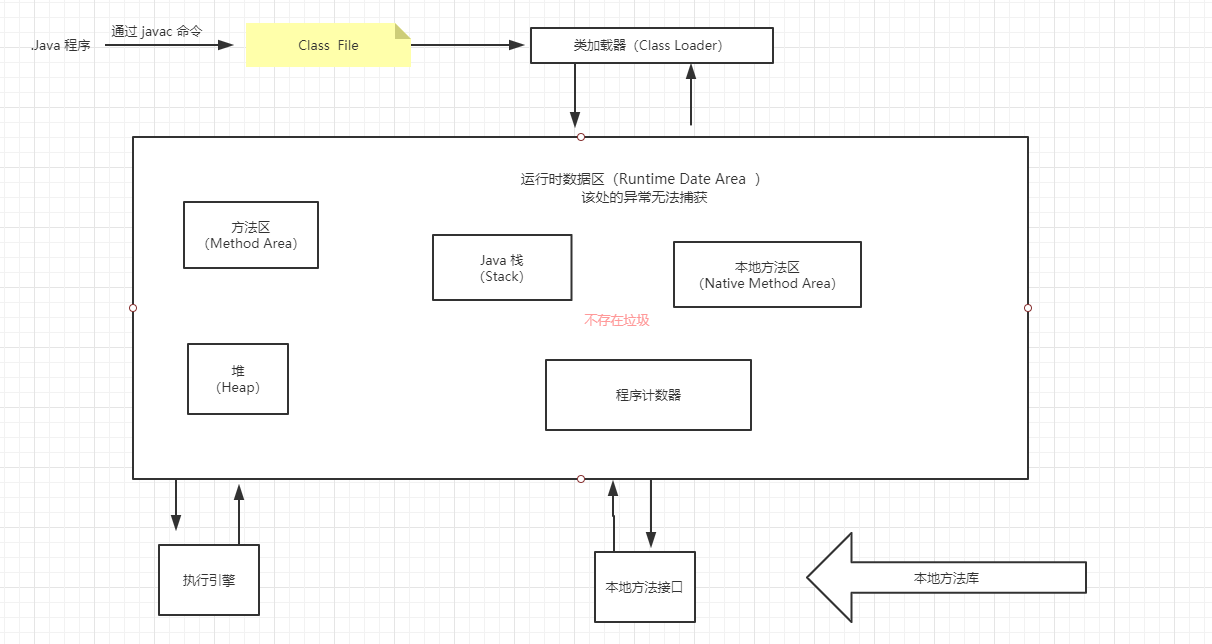 .Java 程序
通过 javac 命令
Class File
类加载器（Class Loader）
运行时数据区（Runtime Date Area ）
该处的异常无法捕获
方法区
（Method Area）
Java 栈
（Stack）
本地方法区
（Native Method Area）
不存在垃圾
堆
（Heap）
程序计数器
执行引擎
本地方法接口
本地方法库